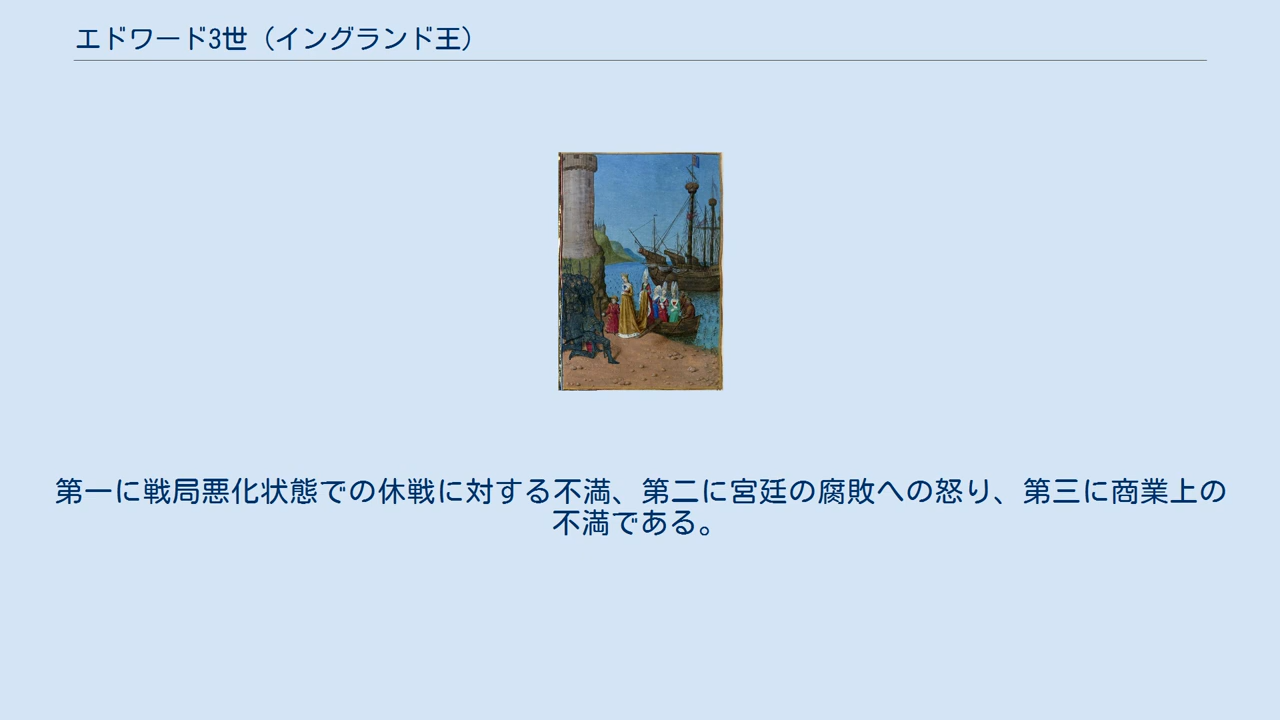 エドワード3世（イングランド王）
第一に戦局悪化状態での休戦に対する不満、第二に宮廷の腐敗への怒り、第三に商業上の
不満である。